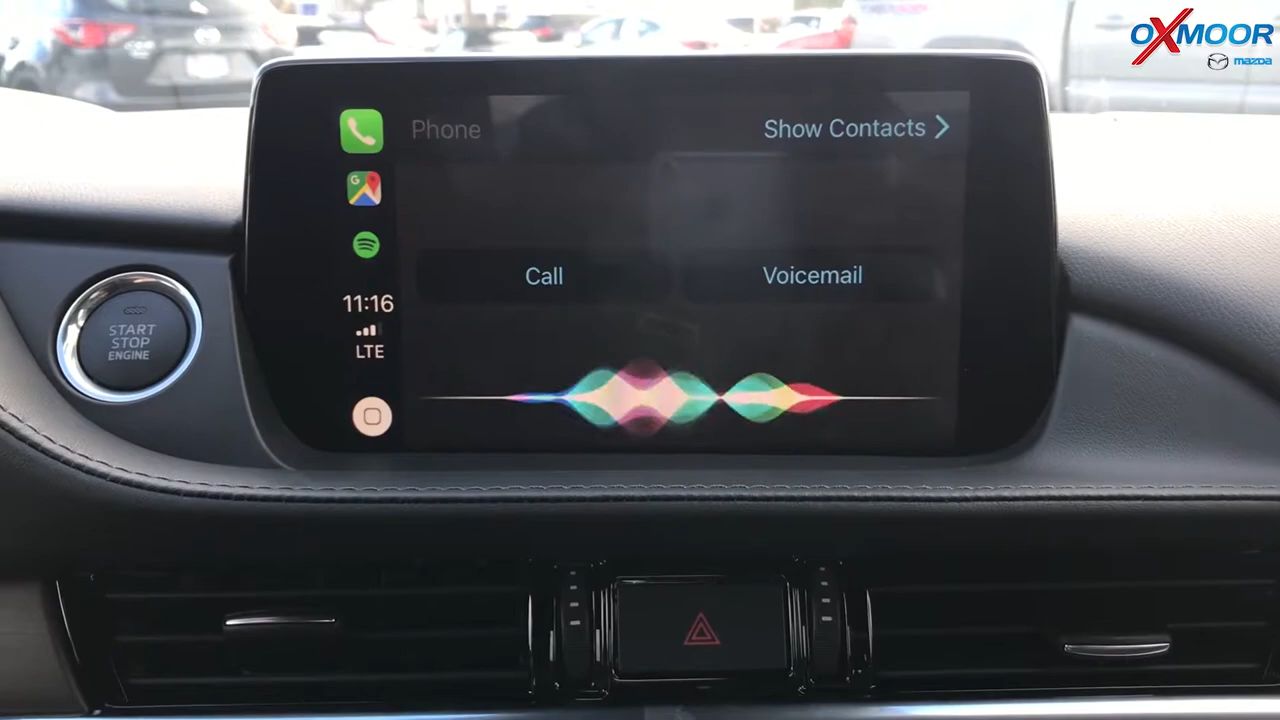 OXMOOR
mazda
Phone
Show Contacts
G
Call
Voicemail
11:16
LTE
START
STOP
ENGINE